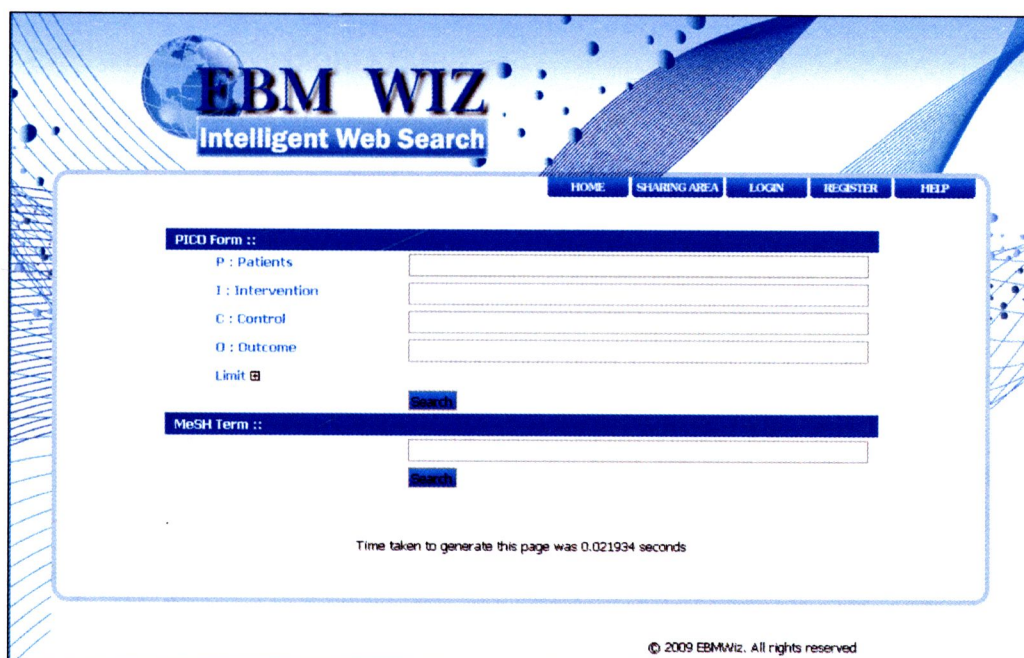 EBM WIZ
Intelligent Web Search
HOME SHARING AREA LOGIN REGISTER HELP
PICO Form ::
P : Patients
I : Intervention
C : Control
O : Outcome
Limit
Search
MeSH Term ::
Search
Time taken to generate this page was 0.021934 seconds
© 2009 EBMWiz. All rights reserved